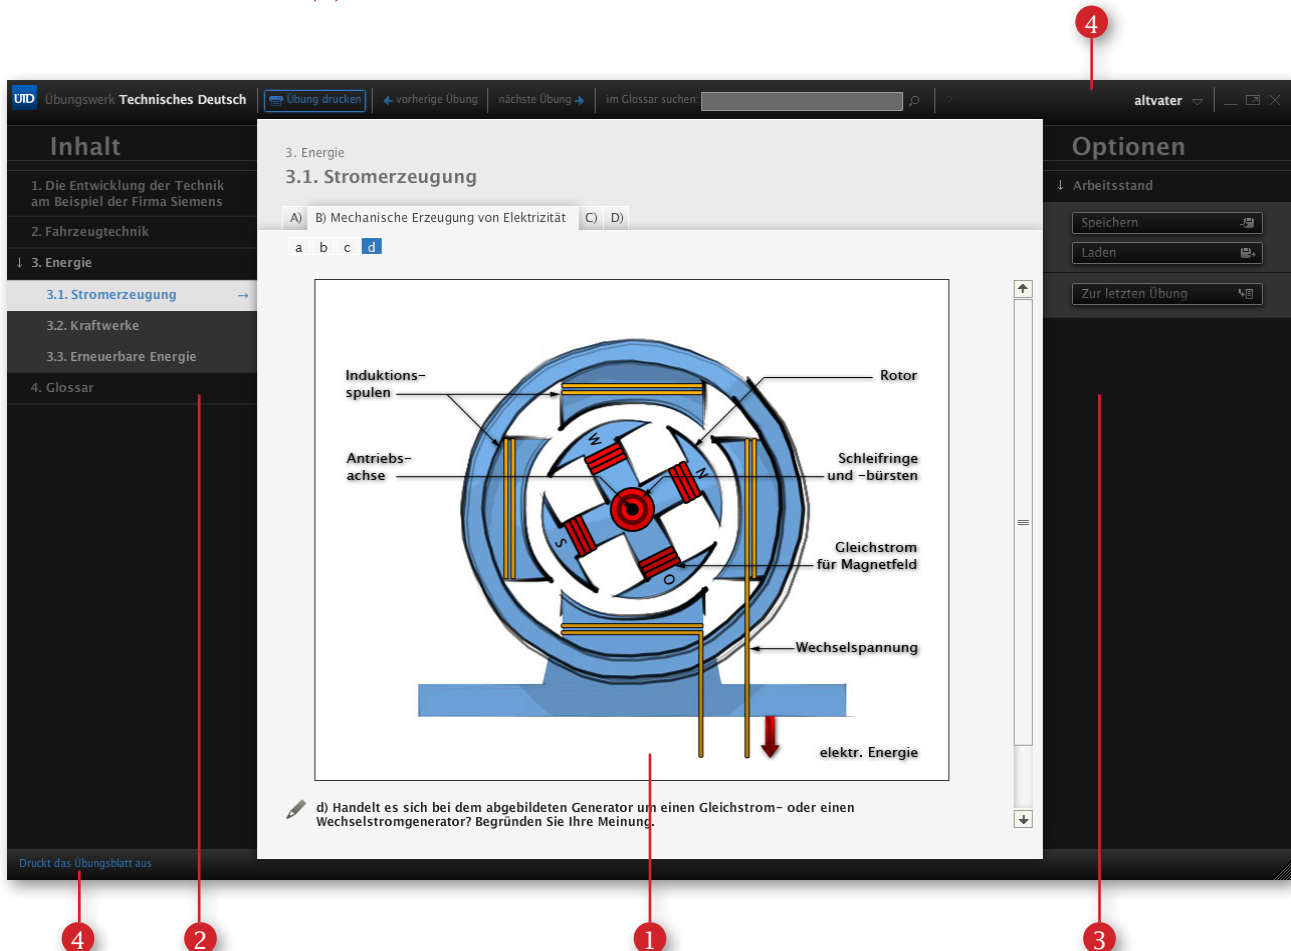 4
ÜTD Übungswerk Technisches Deutsch Übung drucken vorherige Übung nächste Übung im Glossar suchen: ? altvater
Inhalt
1. Die Entwicklung der Technik
am Beispiel der Firma Siemens
2. Fahrzeugtechnik
↓ 3. Energie
3.1. Stromerzeugung →
3.2. Kraftwerke
3.3. Erneuerbare Energie
4. Glossar
3. Energie
3.1. Stromerzeugung
A) B) Mechanische Erzeugung von Elektrizität C) D)
a b c d
Induktions-
spulen
Rotor
Antriebs-
achse
Schleifringe
und -bürsten
Gleichstrom
für Magnetfeld
Wechselspannung
elektr. Energie
W
N
S
O
d) Handelt es sich bei dem abgebildeten Generator um einen Gleichstrom- oder einen
Wechselstromgenerator? Begründen Sie Ihre Meinung.
Optionen
↓ Arbeitsstand
Speichern
Laden
Zur letzten Übung
Druckt das Übungsblatt aus
4
2
1
3